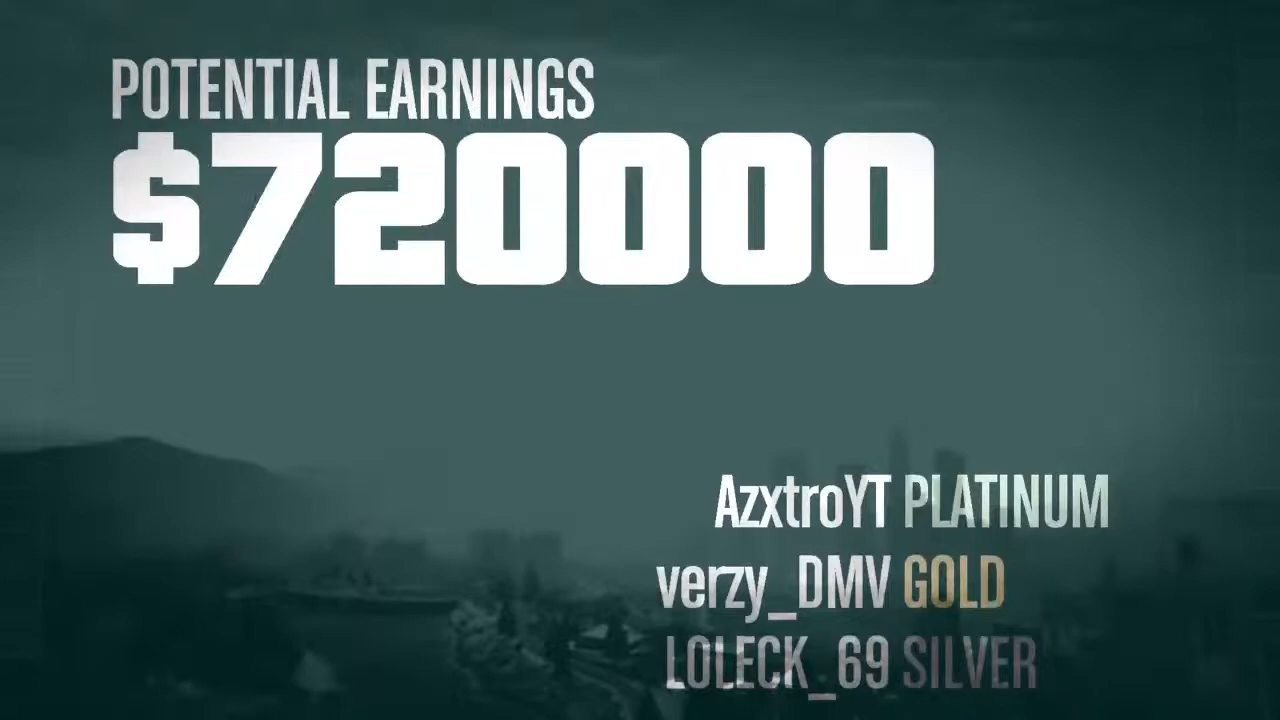 POTENTIAL EARNINGS
$720000
AzxtroYT PLATINUM
verzy_DMV GOLD
LOLECK_69 SILVER